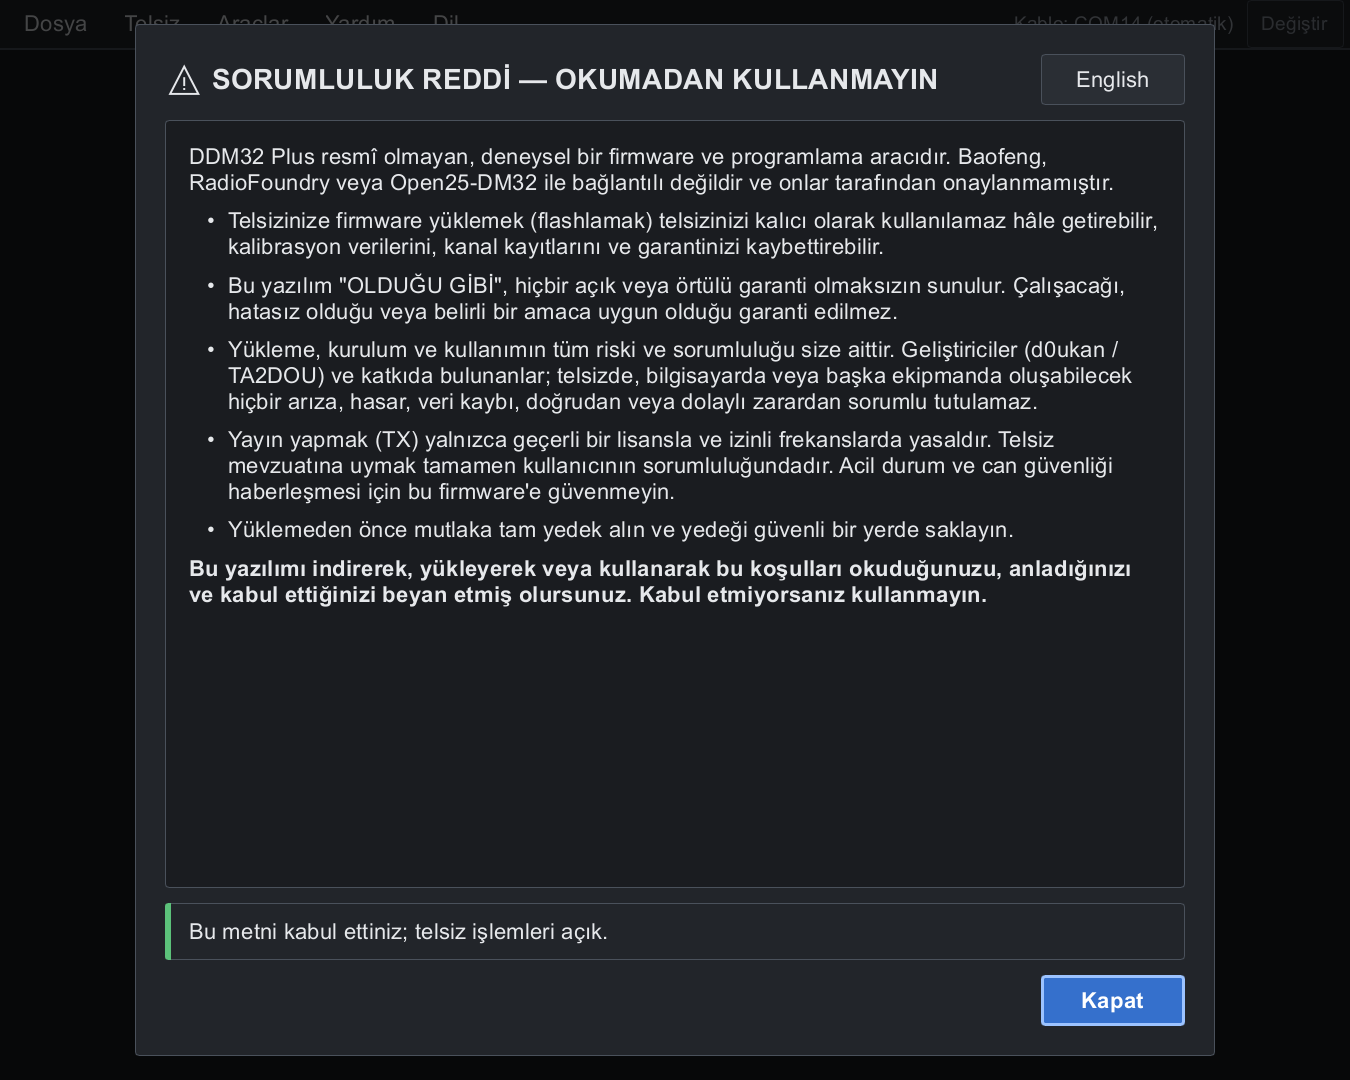 Dosya Telsiz Araçlar Yardım Dil Kablo: COM14 (otomatik) Değiştir
SORUMLULUK REDDİ — OKUMADAN KULLANMAYIN
English
DDM32 Plus resmî olmayan, deneysel bir firmware ve programlama aracıdır. Baofeng,
RadioFoundry veya Open25-DM32 ile bağlantılı değildir ve onlar tarafından onaylanmamıştır.
• Telsizinize firmware yüklemek (flashlamak) telsizinizi kalıcı olarak kullanılamaz hâle getirebilir,
kalibrasyon verilerini, kanal kayıtlarını ve garantinizi kaybettirebilir.
• Bu yazılım "OLDUĞU GİBİ", hiçbir açık veya örtülü garanti olmaksızın sunulur. Çalışacağı,
hatasız olduğu veya belirli bir amaca uygun olduğu garanti edilmez.
• Yükleme, kurulum ve kullanımın tüm riski ve sorumluluğu size aittir. Geliştiriciler (d0ukan /
TA2DOU) ve katkıda bulunanlar; telsizde, bilgisayarda veya başka ekipmanda oluşabilecek
hiçbir arıza, hasar, veri kaybı, doğrudan veya dolaylı zarardan sorumlu tutulamaz.
• Yayın yapmak (TX) yalnızca geçerli bir lisansla ve izinli frekanslarda yasaldır. Telsiz
mevzuatına uymak tamamen kullanıcının sorumluluğundadır. Acil durum ve can güvenliği
haberleşmesi için bu firmware'e güvenmeyin.
• Yüklemeden önce mutlaka tam yedek alın ve yedeği güvenli bir yerde saklayın.
Bu yazılımı indirerek, yükleyerek veya kullanarak bu koşulları okuduğunuzu, anladığınızı
ve kabul ettiğinizi beyan etmiş olursunuz. Kabul etmiyorsanız kullanmayın.
Bu metni kabul ettiniz; telsiz işlemleri açık.
Kapat